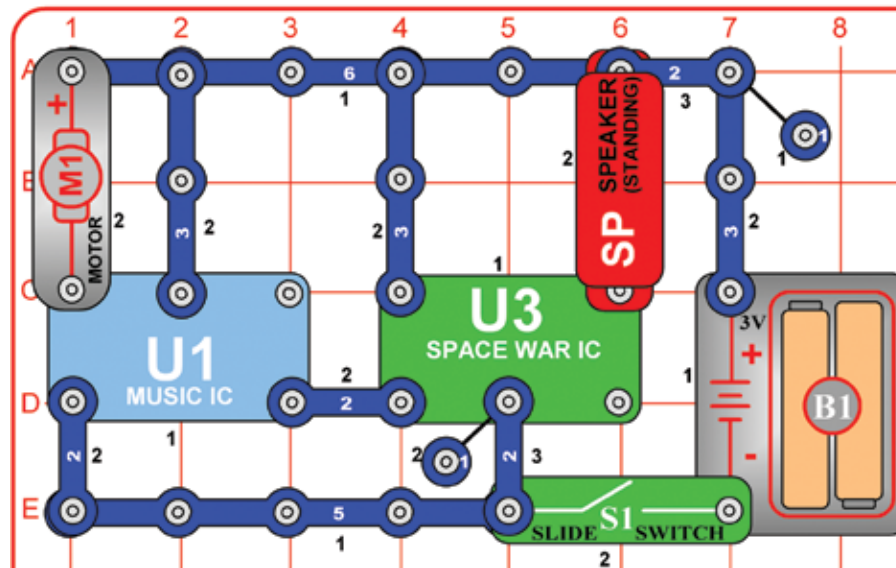 1 2 3 4 5 6 7 8
A 6 2
1 3
+ M1 MOTOR 2
3 2
2 3
2 SP SPEAKER (STANDING)
1
1
B
3 2
C
U1
MUSIC IC
U3
SPACE WAR IC
1
3V
+
B1
-
D
2
2
1
2 2
2 1
2 3
E
5
1
SLIDE S1 SWITCH
2